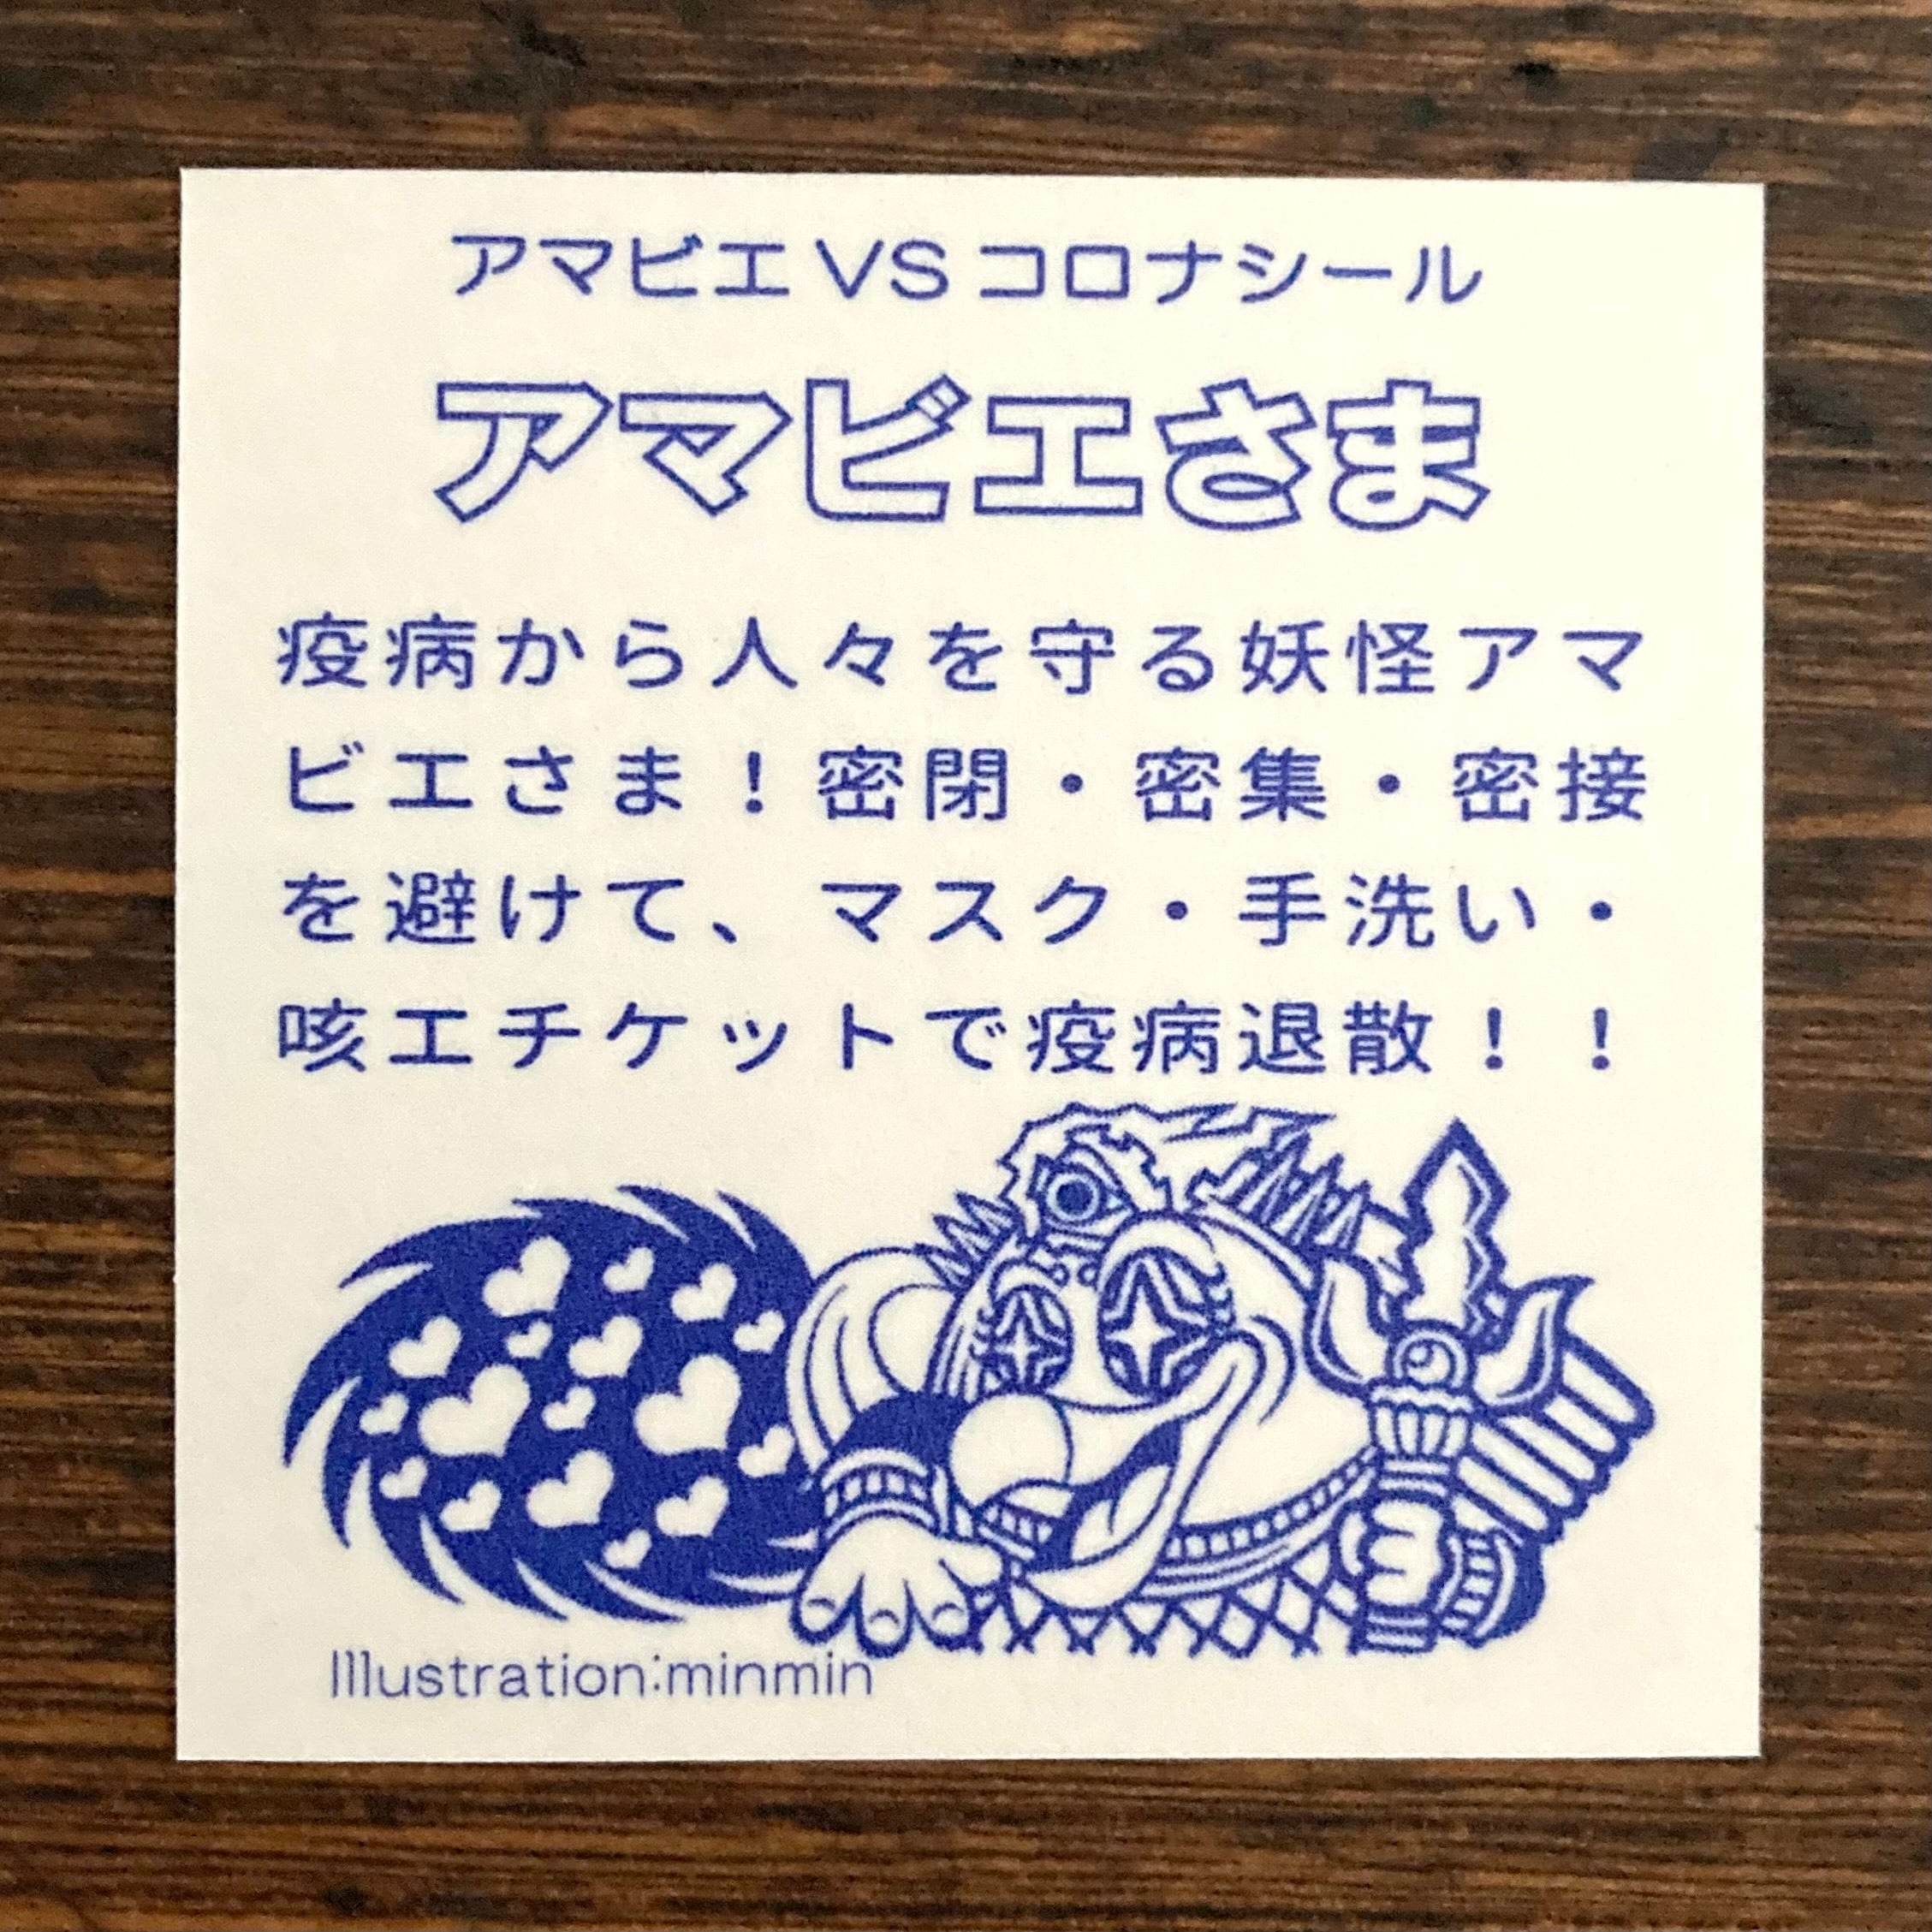 アマビエVSコロナシール
アマビエさま
疫病から人々を守る妖怪アマ
ビエさま！密閉・密集・密接
を避けて、マスク・手洗い・
咳エチケットで疫病退散！！
Illustration:minmin